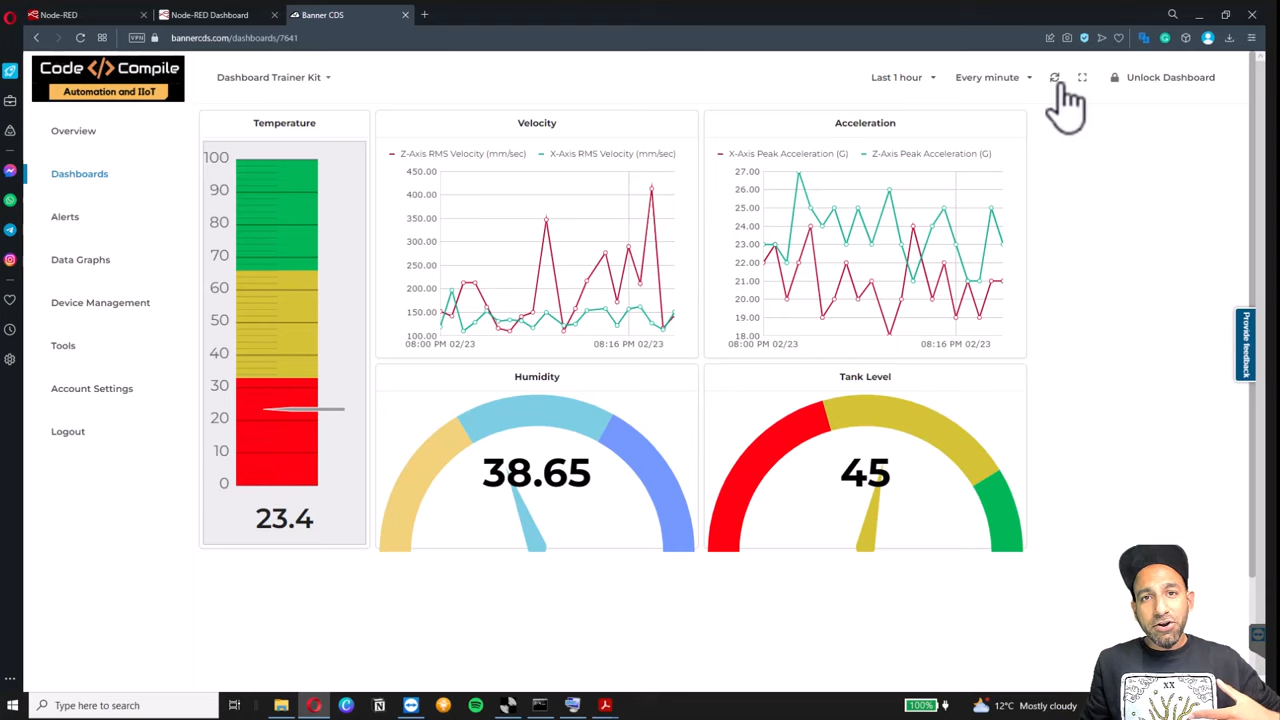 Node-RED
Node-RED Dashboard
Banner CDS
VPN
bannercds.com/dashboards/7641
Code </> Compile
Automation and IIoT
Dashboard Trainer Kit
Last 1 hour
Every minute
Unlock Dashboard
Overview
Dashboards
Alerts
Data Graphs
Device Management
Tools
Account Settings
Logout
Temperature
100
90
80
70
60
50
40
30
20
10
0
23.4
Velocity
Z-Axis RMS Velocity (mm/sec)
X-Axis RMS Velocity (mm/sec)
450.00
400.00
350.00
300.00
250.00
200.00
150.00
100.00
08:00 PM 02/23
08:16 PM 02/23
Acceleration
X-Axis Peak Acceleration (G)
Z-Axis Peak Acceleration (G)
27.00
26.00
25.00
24.00
23.00
22.00
21.00
20.00
19.00
18.00
08:00 PM 02/23
08:16 PM 02/23
Humidity
38.65
Tank Level
45
Provide feedback
XX
Type here to search
100%
12°C Mostly cloudy